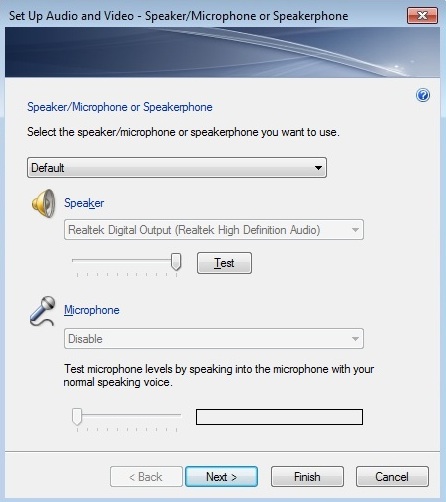 Set Up Audio and Video - Speaker/Microphone or Speakerphone
Speaker/Microphone or Speakerphone
Select the speaker/microphone or speakerphone you want to use.
Default
Speaker
Realtek Digital Output (Realtek High Definition Audio)
Test
Microphone
Disable
Test microphone levels by speaking into the microphone with your
normal speaking voice.
< Back
Next >
Finish
Cancel